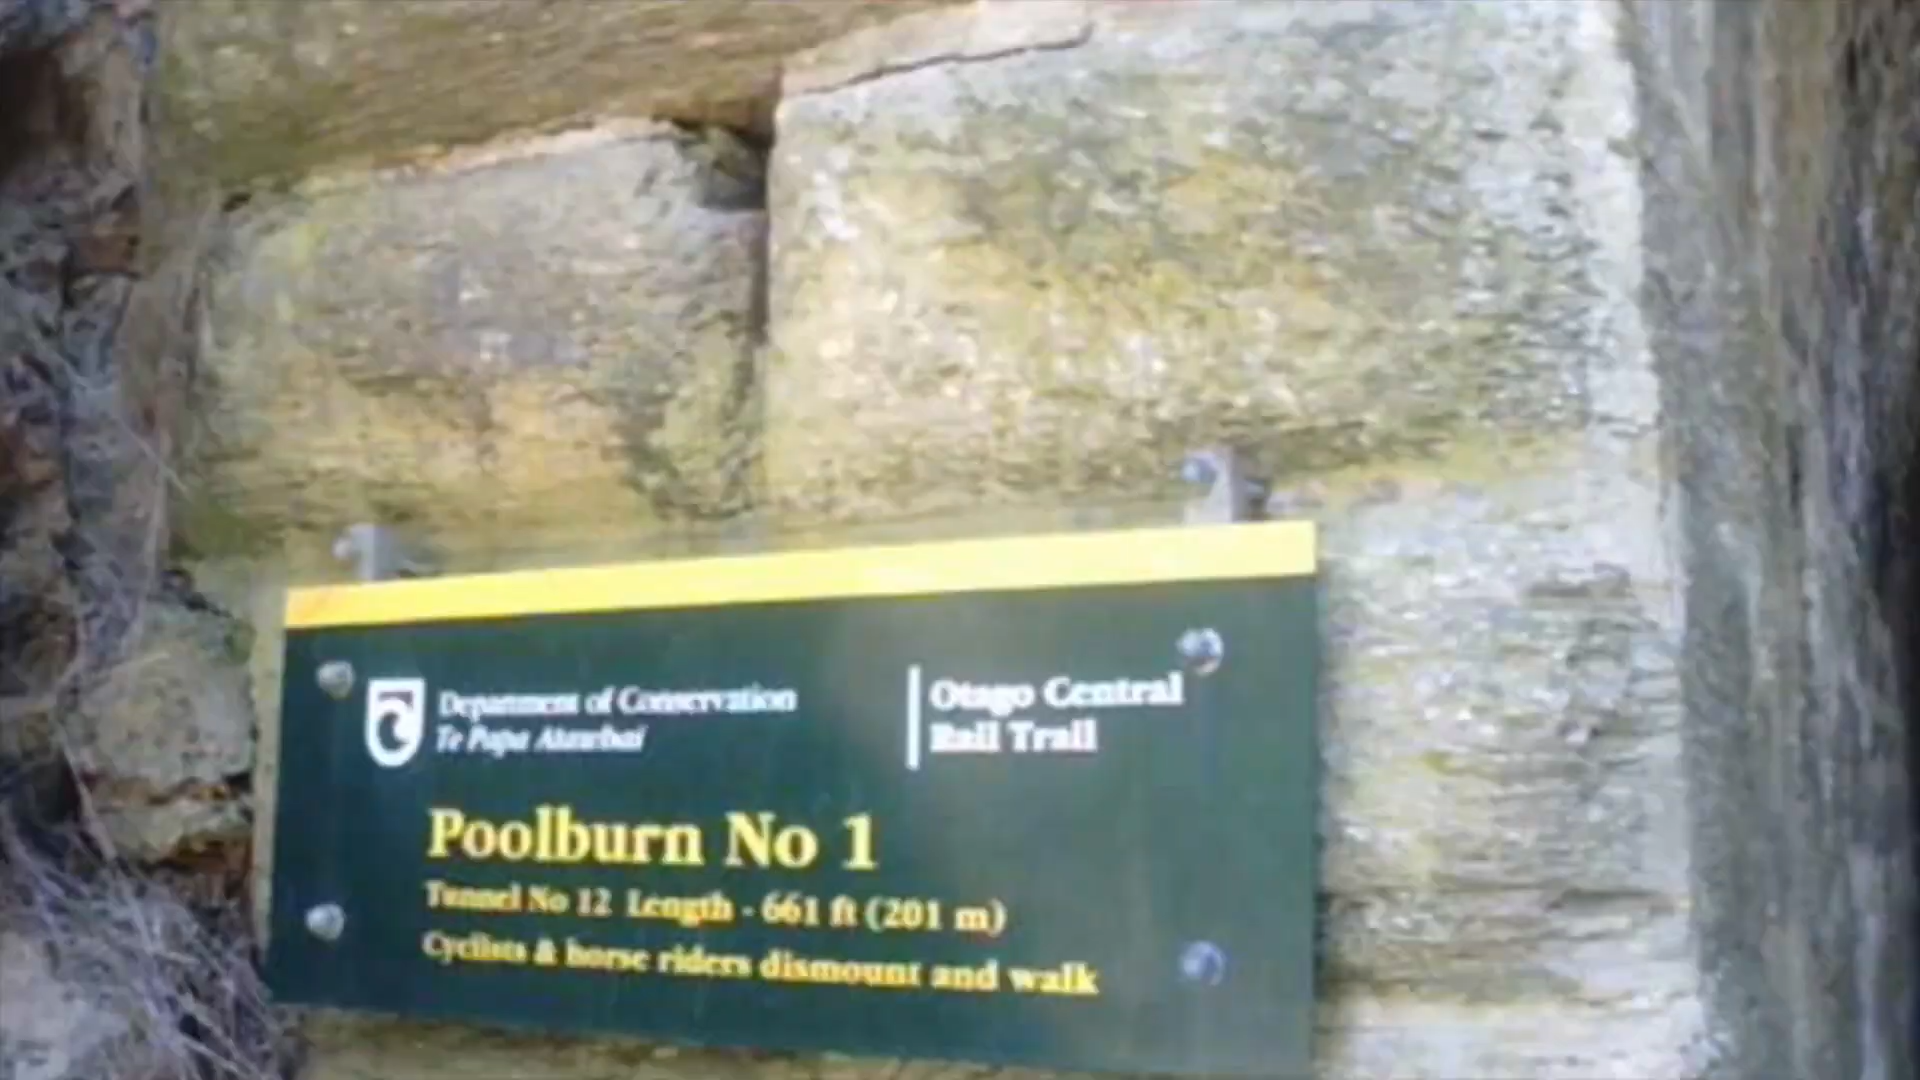 Department of Conservation
Te Papa Atawhai
Otago Central
Rail Trail
Poolburn No 1
Tunnel No 12 Length - 661 ft (201 m)
Cyclists & horse riders dismount and walk